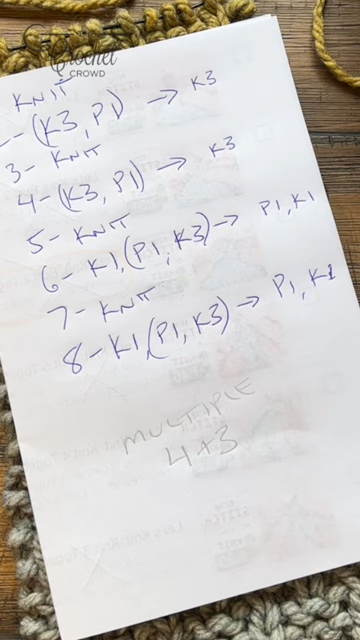 Crochet
CROWD
KNIT
-(K3, P1) → K3
3- KNIT
4-(K3, P1) → K3
5- KNIT
6- K1, (P1, K3) → P1, K1
7- KNIT
8- K1, (P1, K3) → P1, K1
MULTIPLE
4+3